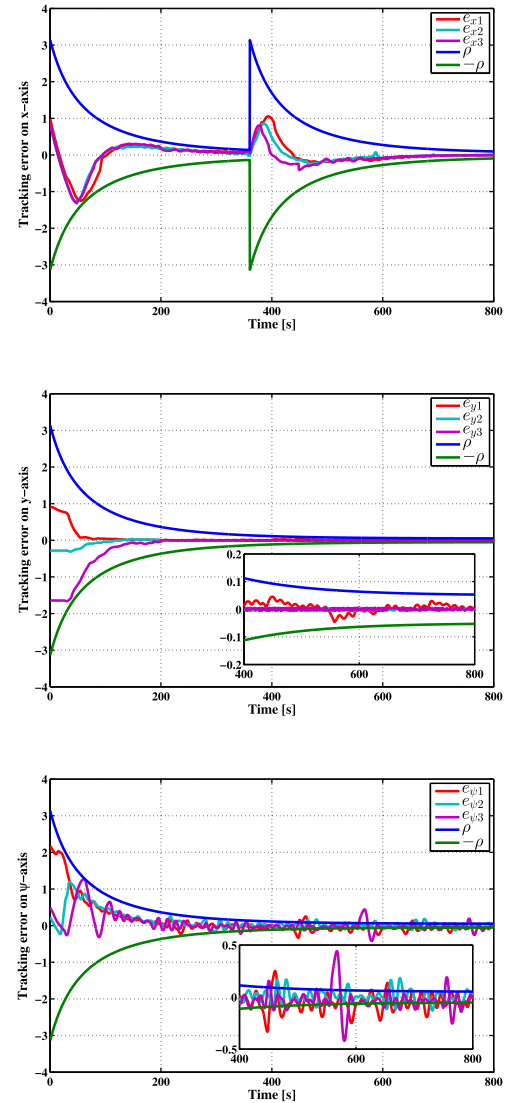 4
3
2
1
0
−1
−2
−3
−4
0 200 400 600 800
Time [s]
Tracking error on x−axis
e_x1
e_x2
e_x3
ρ
−ρ
4
3
2
1
0
−1
−2
−3
−4
0 200 400 600 800
Time [s]
Tracking error on y−axis
e_y1
e_y2
e_y3
ρ
−ρ
0.2
0.1
0
−0.1
−0.2
400 600 800
4
3
2
1
0
−1
−2
−3
−4
0 200 400 600 800
Time [s]
Tracking error on ψ−axis
e_ψ1
e_ψ2
e_ψ3
ρ
−ρ
0.5
0
−0.5
400 600 800